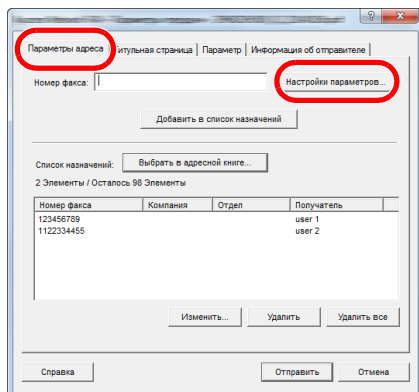 Параметры адреса Титульная страница Параметр Информация об отправителе
Номер факса: Настройки параметров...
Добавить в список назначений
Список назначений: Выбрать в адресной книге...
2 Элементы / Осталось 98 Элементы
Номер факса Компания Отдел Получатель
123456789 user 1
1122334455 user 2
Изменить... Удалить Удалить все
Справка Отправить Отмена